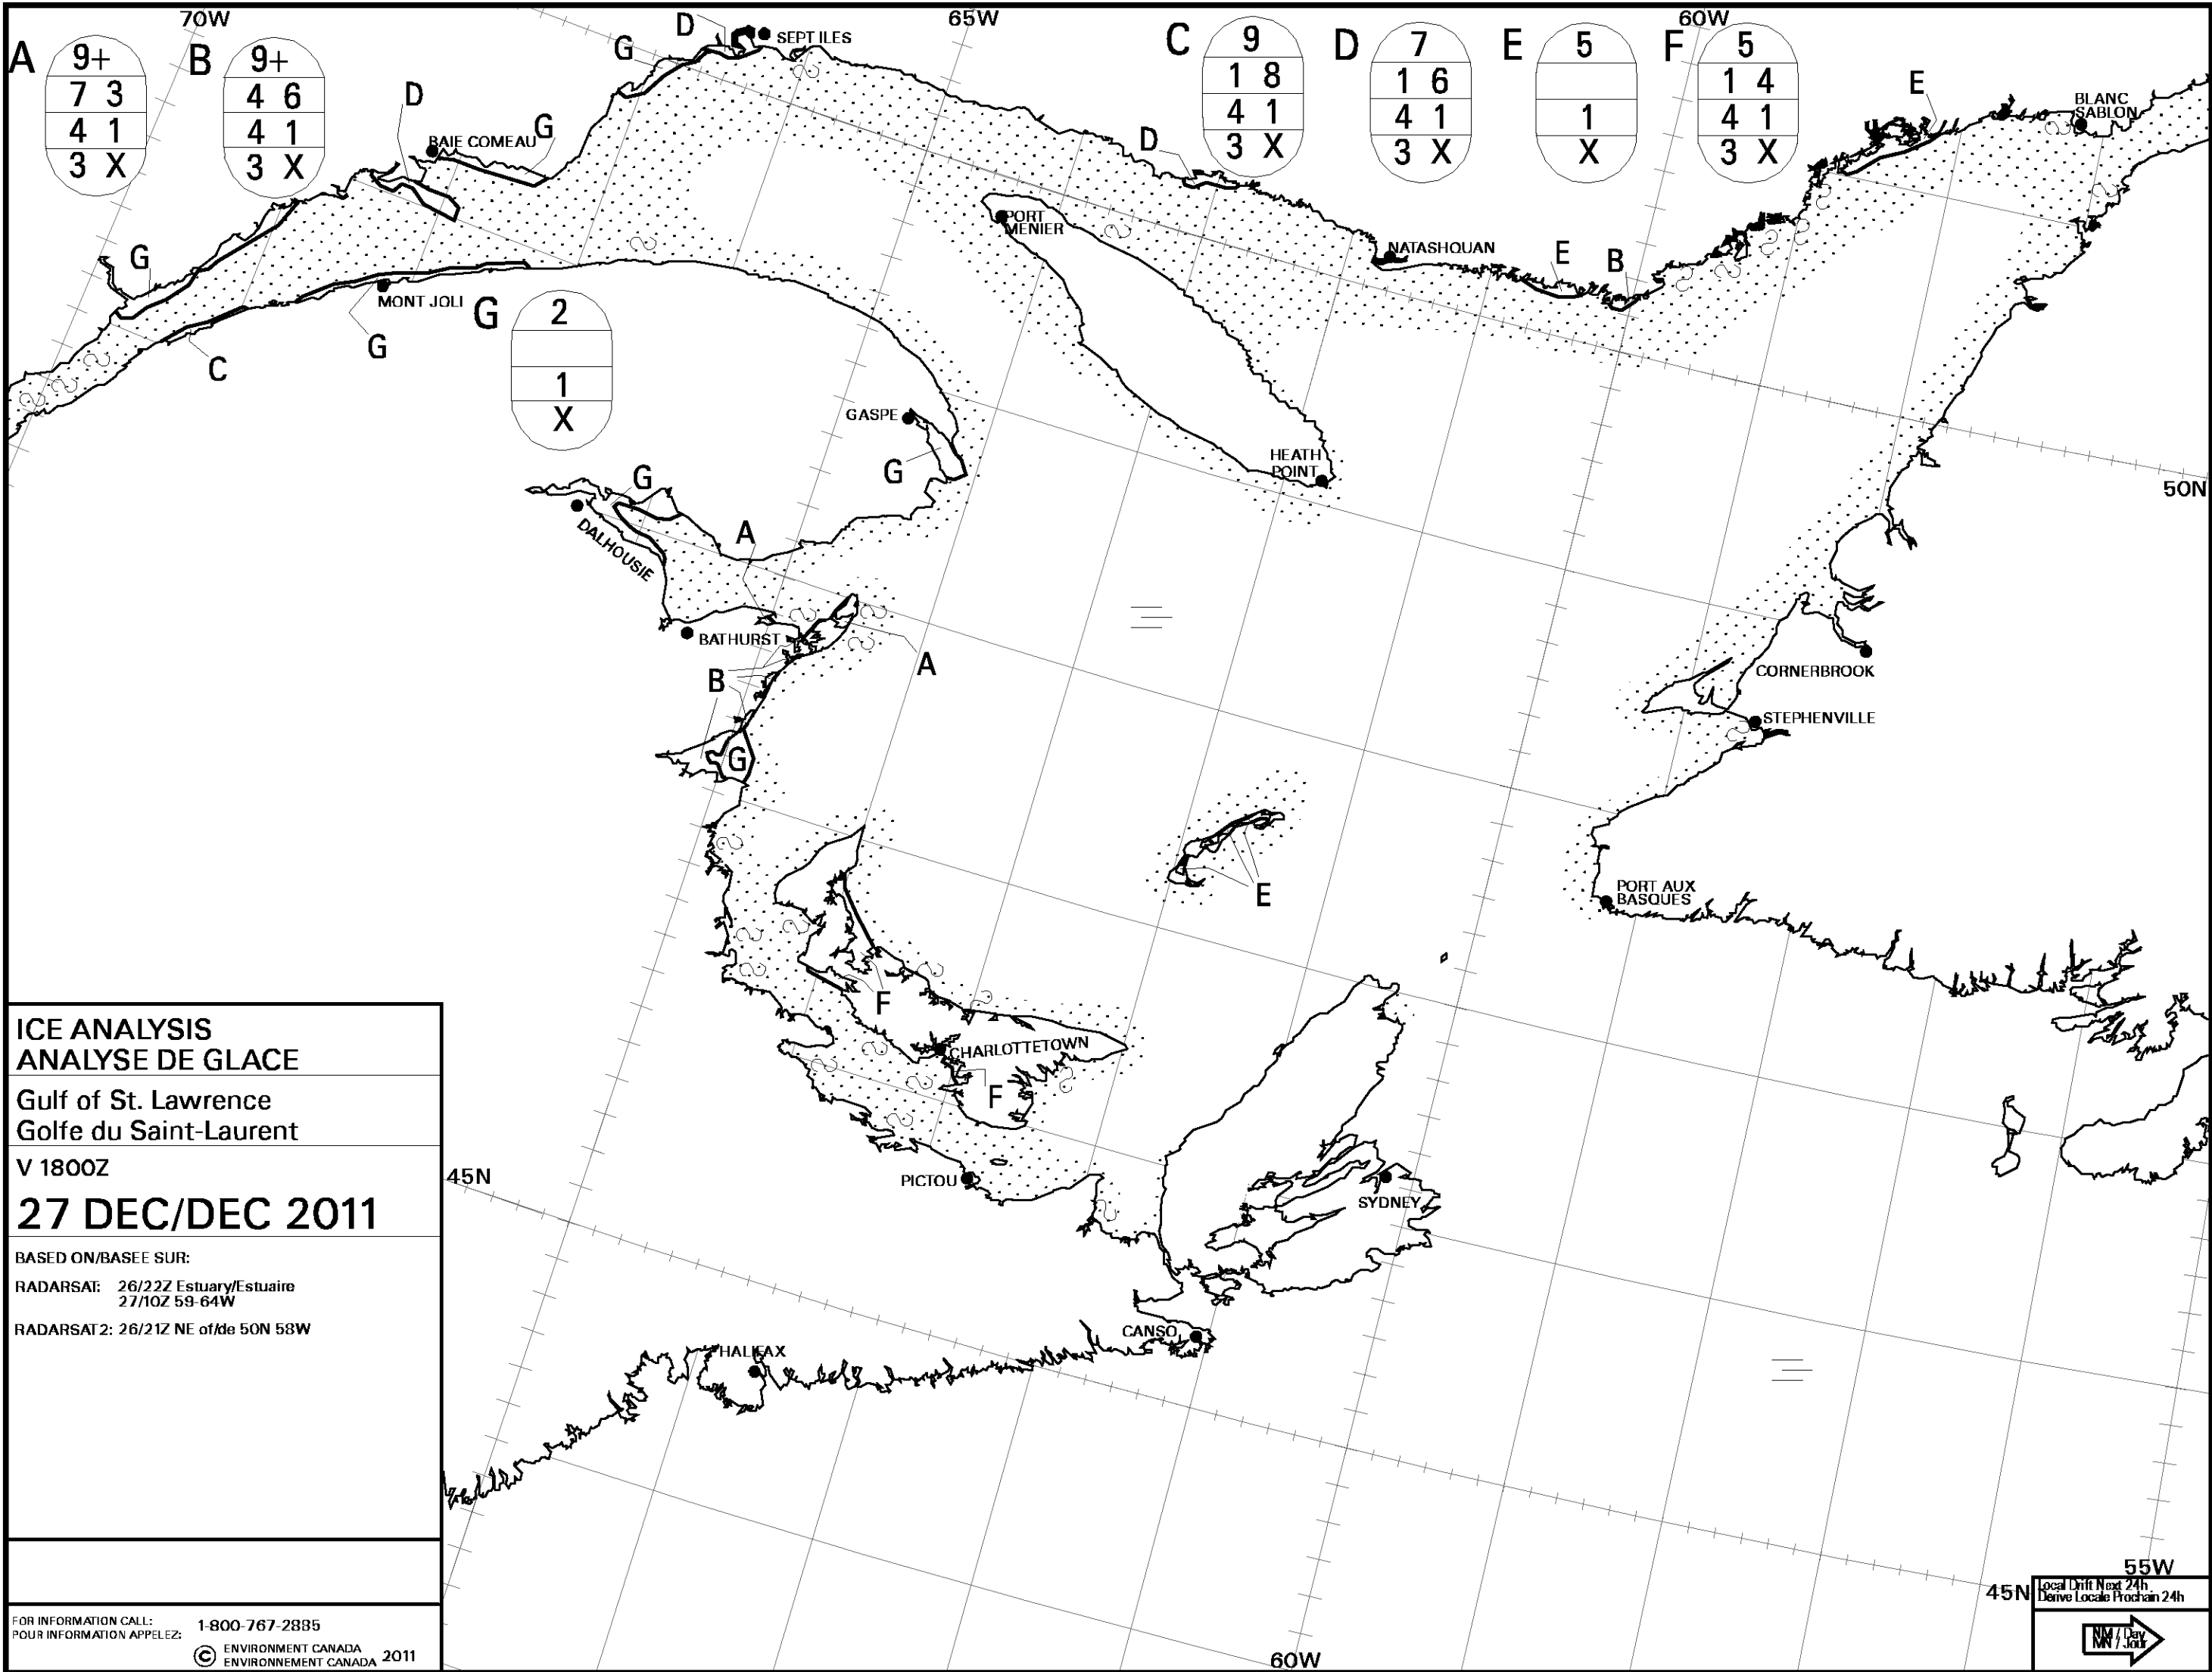 70W
65W
60W
A
9+
7 3
4 1
3 X
B
9+
4 6
4 1
3 X
C
9
1 8
4 1
3 X
D
7
1 6
4 1
3 X
E
5
1
X
F
5
1 4
4 1
3 X
G
2
1
X
D
SEPT ILES
G
D
BAIE COMEAU
G
D
E
BLANC
SABLON
PORT
MENIER
NATASHQUAN
E
B
G
MONT JOLI
G
C
GASPE
G
HEATH
POINT
50N
G
DALHOUSIE
A
BATHURST
A
B
G
CORNERBROOK
STEPHENVILLE
E
PORT AUX
BASQUES
F
CHARLOTTETOWN
F
PICTOU
SYDNEY
45N
CANSO
HALIFAX
ICE ANALYSIS
ANALYSE DE GLACE
Gulf of St. Lawrence
Golfe du Saint-Laurent
V 1800Z
27 DEC/DEC 2011
BASED ON/BASEE SUR:
RADARSAT: 26/22Z Estuary/Estuaire
27/10Z 59-64W
RADARSAT2: 26/21Z NE of/de 50N 58W
FOR INFORMATION CALL: 1-800-767-2885
POUR INFORMATION APPELEZ:
© ENVIRONMENT CANADA
ENVIRONNEMENT CANADA 2011
60W
55W
45N
Local Drift Next 24h
Derive Locale Prochain 24h
NM / Day
MN / Jour